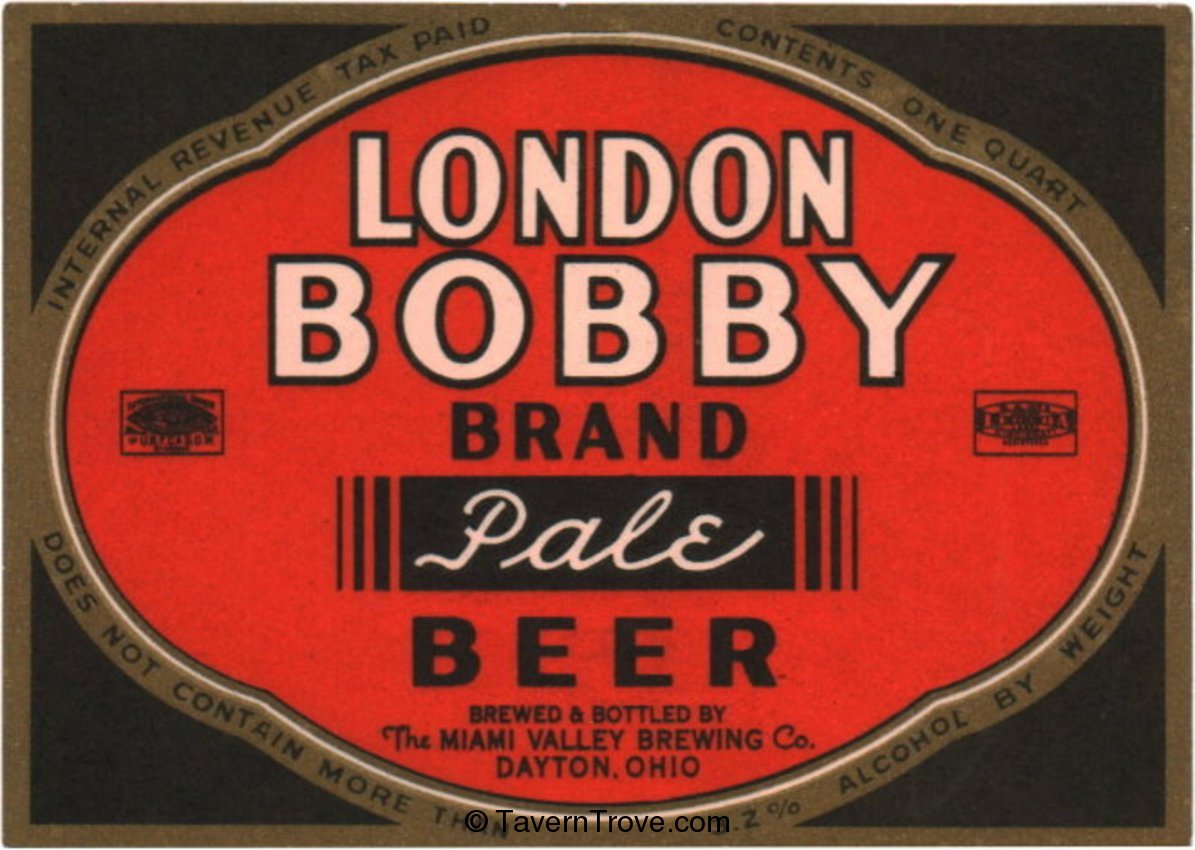 INTERNAL REVENUE TAX PAID
CONTENTS ONE QUART
LONDON
BOBBY
BRAND
Pale
BEER
BREWED & BOTTLED BY
The MIAMI VALLEY BREWING Co.
DAYTON, OHIO
DOES NOT CONTAIN MORE THAN
ALCOHOL BY WEIGHT
© TavernTrove.com